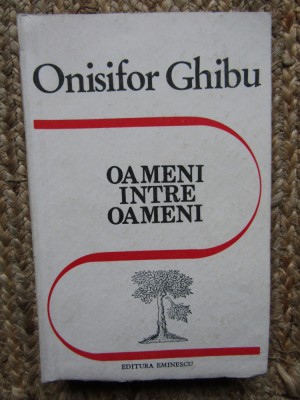 Onisifor Ghibu
OAMENI
INTRE
OAMENI
EDITURA EMINESCU